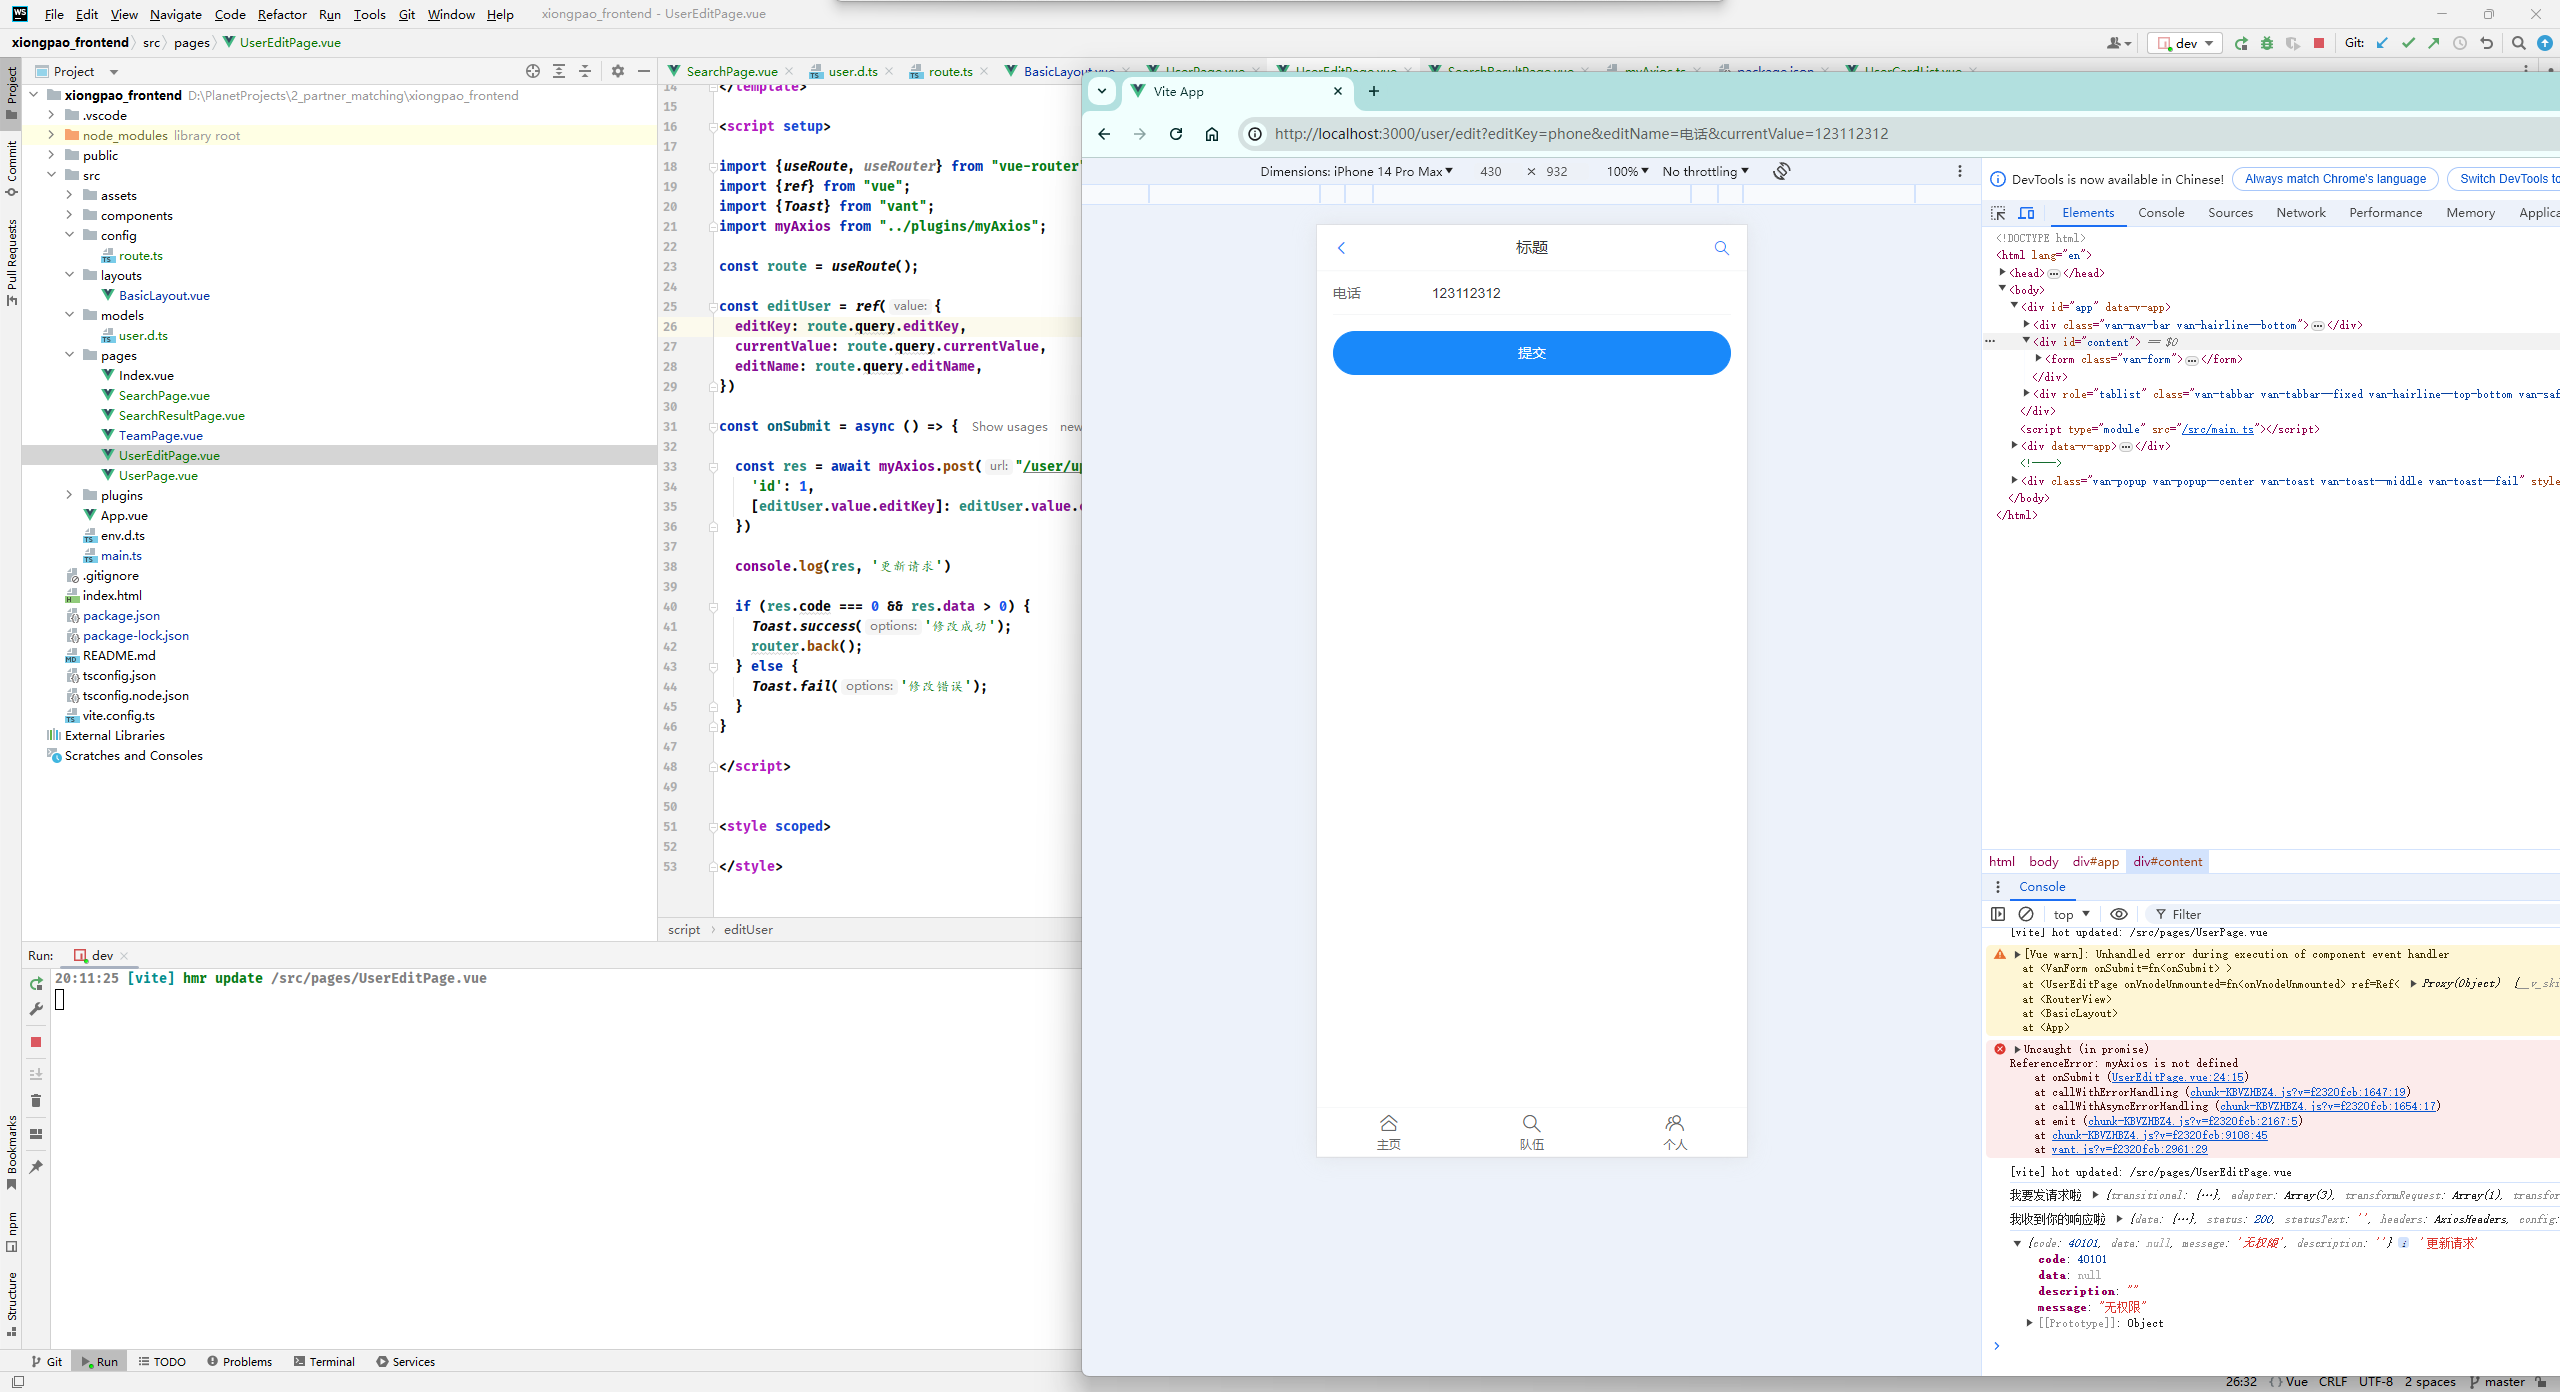 File Edit View Navigate Code Refactor Run Tools Git Window Help xiongpao_frontend - UserEditPage.vue
xiongpao_frontend src pages UserEditPage.vue
dev Git:
Project
SearchPage.vue user.d.ts route.ts
xiongpao_frontend D:\PlanetProjects\2_partner_matching\xiongpao_frontend
.vscode
node_modules library root
public
src
assets
components
config
route.ts
layouts
BasicLayout.vue
models
user.d.ts
pages
Index.vue
SearchPage.vue
SearchResultPage.vue
TeamPage.vue
UserEditPage.vue
UserPage.vue
plugins
App.vue
env.d.ts
main.ts
.gitignore
index.html
package.json
package-lock.json
README.md
tsconfig.json
tsconfig.node.json
vite.config.ts
External Libraries
Scratches and Consoles
Project
Commit
Pull Requests
Bookmarks
npm
Structure
14 </template>
15
16 <script setup>
17
18 import {useRoute, useRouter} from "vue-router"
19 import {ref} from "vue";
20 import {Toast} from "vant";
21 import myAxios from "../plugins/myAxios";
22
23 const route = useRoute();
24
25 const editUser = ref( value: {
26 editKey: route.query.editKey,
27 currentValue: route.query.currentValue,
28 editName: route.query.editName,
29 })
30
31 const onSubmit = async () => { Show usages new
32
33 const res = await myAxios.post( url: "/user/up
34 'id': 1,
35 [editUser.value.editKey]: editUser.value.
36 })
37
38 console.log(res, '更新请求')
39
40 if (res.code === 0 && res.data > 0) {
41 Toast.success( options: '修改成功');
42 router.back();
43 } else {
44 Toast.fail( options: '修改错误');
45 }
46 }
47
48 </script>
49
50
51 <style scoped>
52
53 </style>
script editUser
Run: dev
20:11:25 [vite] hmr update /src/pages/UserEditPage.vue
Git Run TODO Problems Terminal Services
Vite App
http://localhost:3000/user/edit?editKey=phone&editName=电话&currentValue=123112312
Dimensions: iPhone 14 Pro Max 430 × 932 100% No throttling
标题
电话 123112312
提交
主页 队伍 个人
DevTools is now available in Chinese! Always match Chrome's language Switch DevTools to
Elements Console Sources Network Performance Memory Applica
<!DOCTYPE html>
<html lang="en">
<head>…</head>
<body>
<div id="app" data-v-app>
<div class="van-nav-bar van-hairline--bottom">…</div>
<div id="content"> == $0
<form class="van-form">…</form>
</div>
<div role="tablist" class="van-tabbar van-tabbar--fixed van-hairline--top-bottom van-saf
</div>
<script type="module" src="/src/main.ts"></script>
<div data-v-app>…</div>
<!---->
<div class="van-popup van-popup--center van-toast van-toast--middle van-toast--fail" style
</body>
</html>
html body div#app div#content
Console
top Filter
[vite] hot updated: /src/pages/UserPage.vue
[Vue warn]: Unhandled error during execution of component event handler
at <VanForm onSubmit=fn<onSubmit> >
at <UserEditPage onVnodeUnmounted=fn<onVnodeUnmounted> ref=Ref< Proxy(Object) {__v_ski
at <RouterView>
at <BasicLayout>
at <App>
Uncaught (in promise)
ReferenceError: myAxios is not defined
at onSubmit (UserEditPage.vue:24:15)
at callWithErrorHandling (chunk-KBVZHBZ4.js?v=f2320fcb:1647:19)
at callWithAsyncErrorHandling (chunk-KBVZHBZ4.js?v=f2320fcb:1654:17)
at emit (chunk-KBVZHBZ4.js?v=f2320fcb:2167:5)
at chunk-KBVZHBZ4.js?v=f2320fcb:9108:45
at vant.js?v=f2320fcb:2961:29
[vite] hot updated: /src/pages/UserEditPage.vue
我要发请求啦 {transitional: {…}, adapter: Array(3), transformRequest: Array(1), transfor
我收到你的响应啦 {data: {…}, status: 200, statusText: '', headers: AxiosHeaders, config:
{code: 40101, data: null, message: '无权限', description: ''} '更新请求'
code: 40101
data: null
description: ""
message: "无权限"
[[Prototype]]: Object
26:32 Vue CRLF UTF-8 2 spaces master